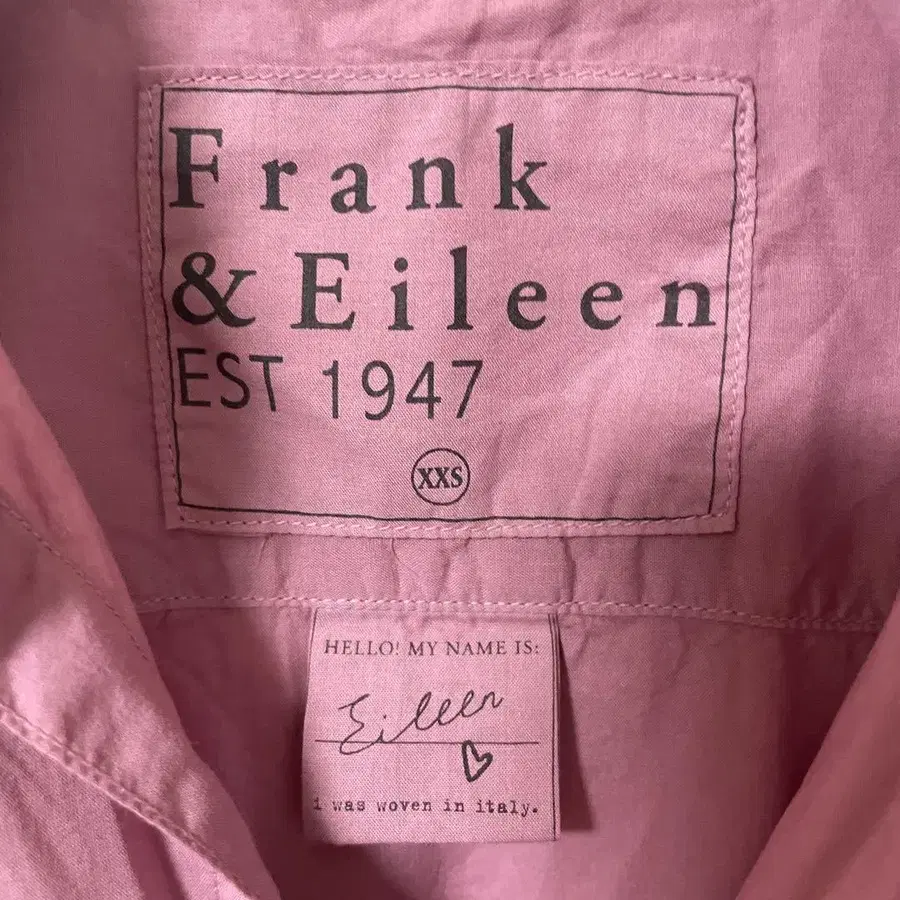 Frank
& Eileen
EST 1947
XXS
HELLO! MY NAME IS:
Eileen
i was woven in italy.